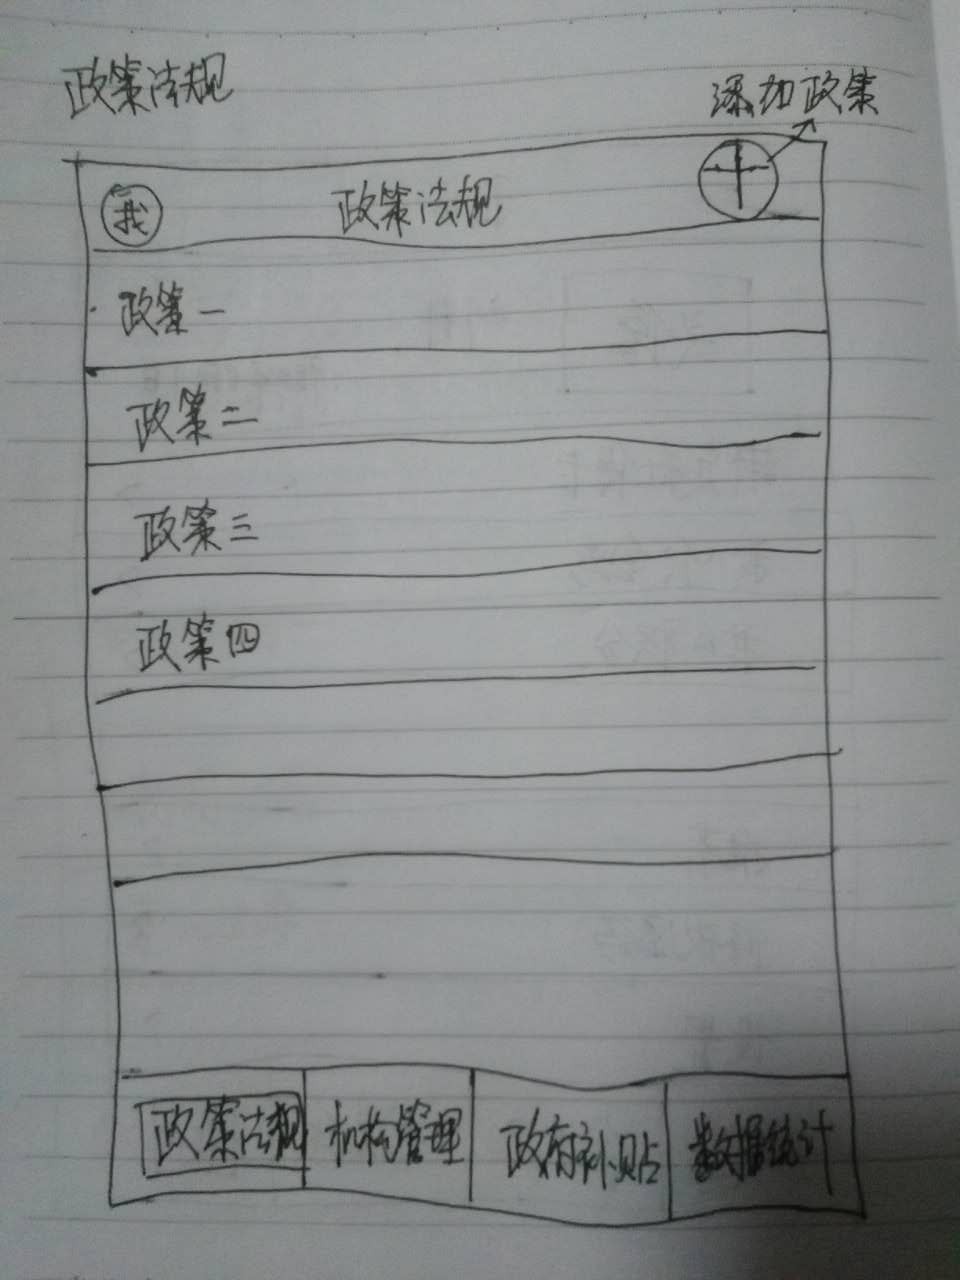 政策法规
添加政策
我 政策法规
政策一
政策二
政策三
政策四
政策法规 机构管理 政府补贴 数据统计